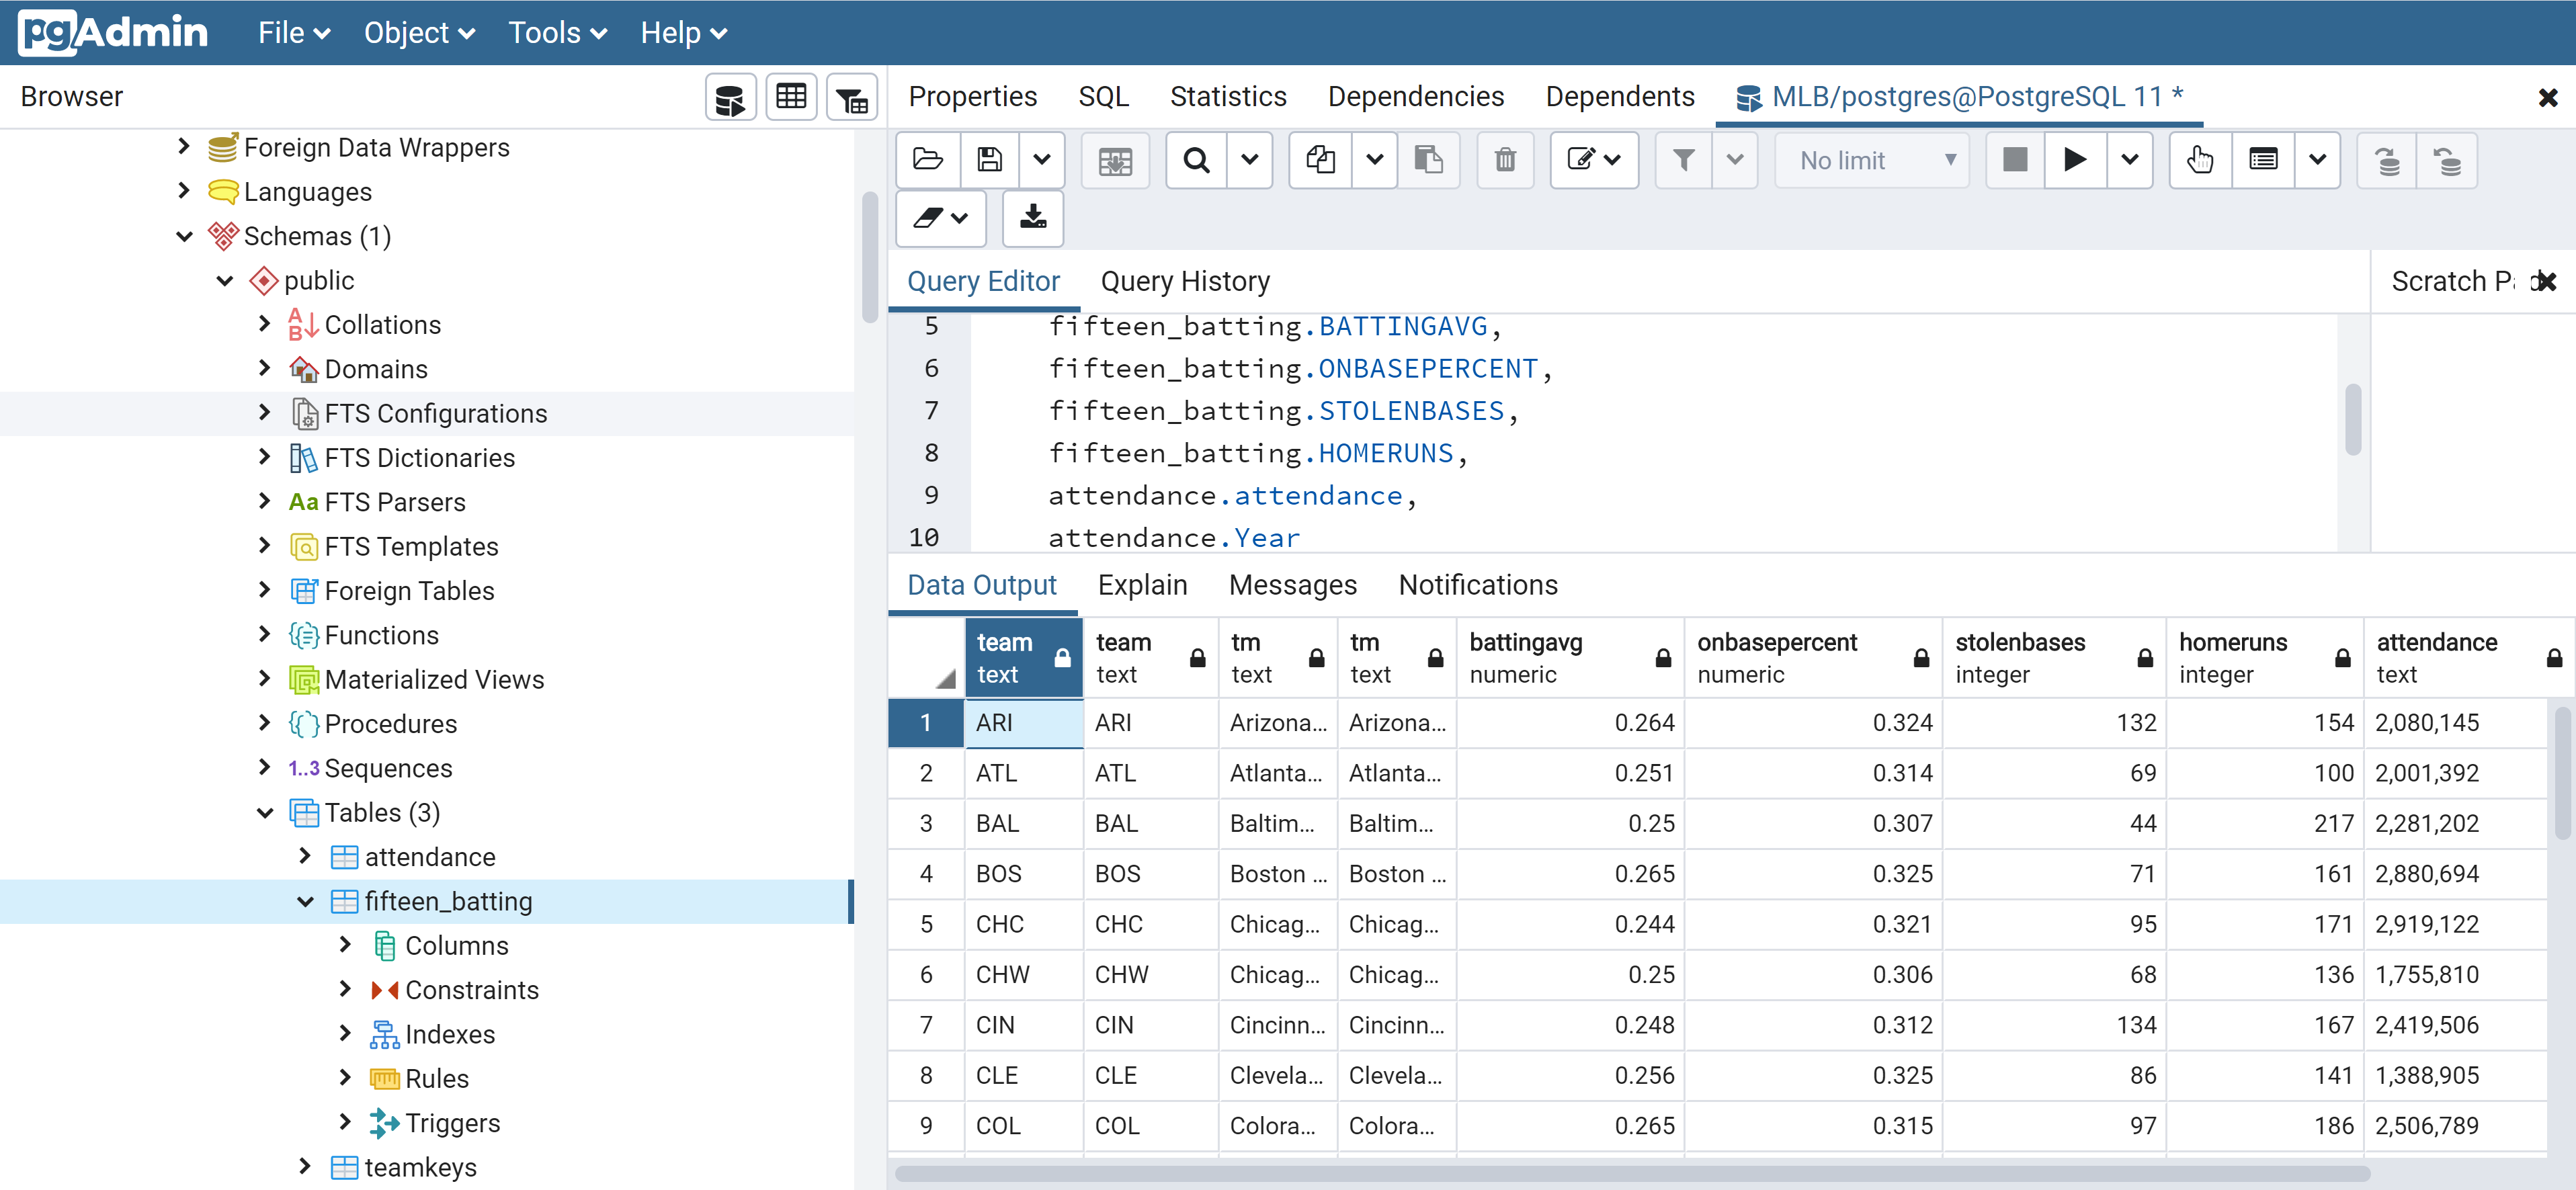 pgAdmin File Object Tools Help
Browser
Foreign Data Wrappers
Languages
Schemas (1)
public
Collations
Domains
FTS Configurations
FTS Dictionaries
Aa FTS Parsers
FTS Templates
Foreign Tables
Functions
Materialized Views
Procedures
1..3 Sequences
Tables (3)
attendance
fifteen_batting
Columns
Constraints
Indexes
Rules
Triggers
teamkeys
Properties SQL Statistics Dependencies Dependents MLB/postgres@PostgreSQL 11 *
No limit
Query Editor Query History
Scratch Pad
5 fifteen_batting.BATTINGAVG,
6 fifteen_batting.ONBASEPERCENT,
7 fifteen_batting.STOLENBASES,
8 fifteen_batting.HOMERUNS,
9 attendance.attendance,
10 attendance.Year
Data Output Explain Messages Notifications
team team tm tm battingavg onbasepercent stolenbases homeruns attendance
text text text text numeric numeric integer integer text
1 ARI ARI Arizona... Arizona... 0.264 0.324 132 154 2,080,145
2 ATL ATL Atlanta... Atlanta... 0.251 0.314 69 100 2,001,392
3 BAL BAL Baltim... Baltim... 0.25 0.307 44 217 2,281,202
4 BOS BOS Boston ... Boston ... 0.265 0.325 71 161 2,880,694
5 CHC CHC Chicag... Chicag... 0.244 0.321 95 171 2,919,122
6 CHW CHW Chicag... Chicag... 0.25 0.306 68 136 1,755,810
7 CIN CIN Cincinn... Cincinn... 0.248 0.312 134 167 2,419,506
8 CLE CLE Clevela... Clevela... 0.256 0.325 86 141 1,388,905
9 COL COL Colora... Colora... 0.265 0.315 97 186 2,506,789